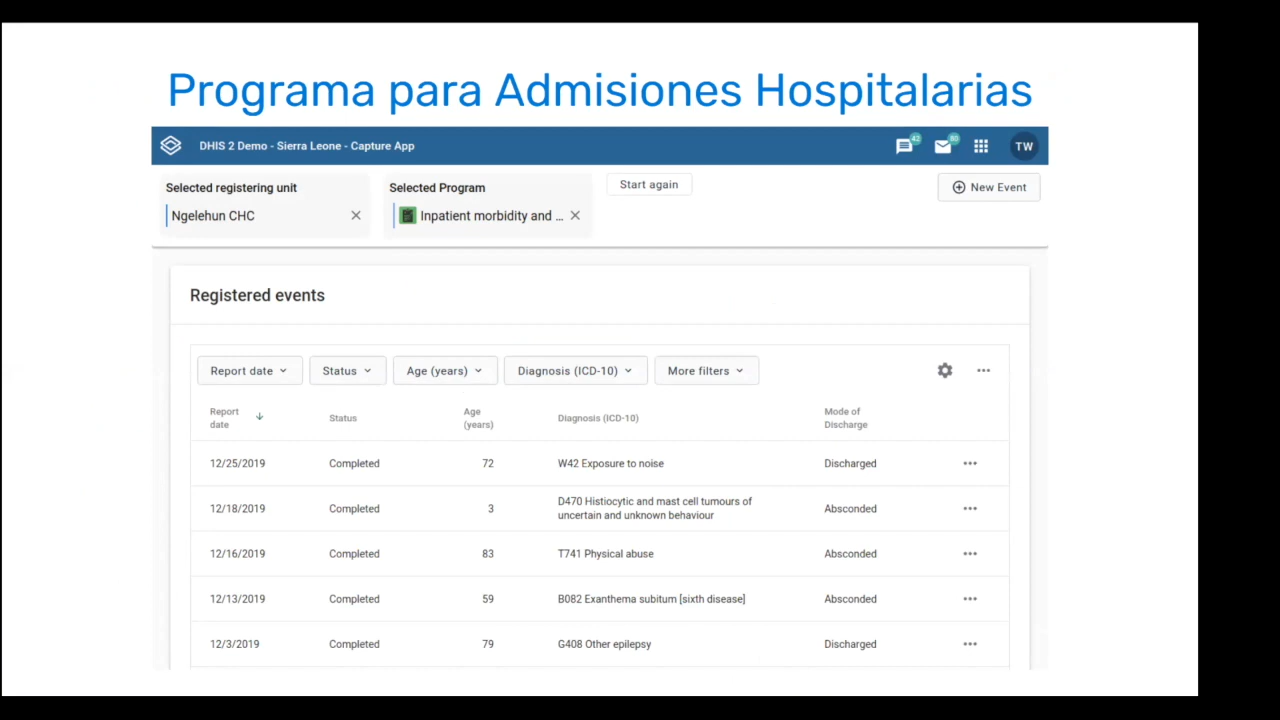 Programa para Admisiones Hospitalarias
DHIS 2 Demo - Sierra Leone - Capture App
42
80
TW
Selected registering unit
Ngelehun CHC
Selected Program
Inpatient morbidity and ...
Start again
New Event
Registered events
Report date
Status
Age (years)
Diagnosis (ICD-10)
More filters
Report
date
Status
Age
(years)
Diagnosis (ICD-10)
Mode of
Discharge
12/25/2019 Completed 72 W42 Exposure to noise Discharged
12/18/2019 Completed 3 D470 Histiocytic and mast cell tumours of
uncertain and unknown behaviour Absconded
12/16/2019 Completed 83 T741 Physical abuse Absconded
12/13/2019 Completed 59 B082 Exanthema subitum [sixth disease] Absconded
12/3/2019 Completed 79 G408 Other epilepsy Discharged